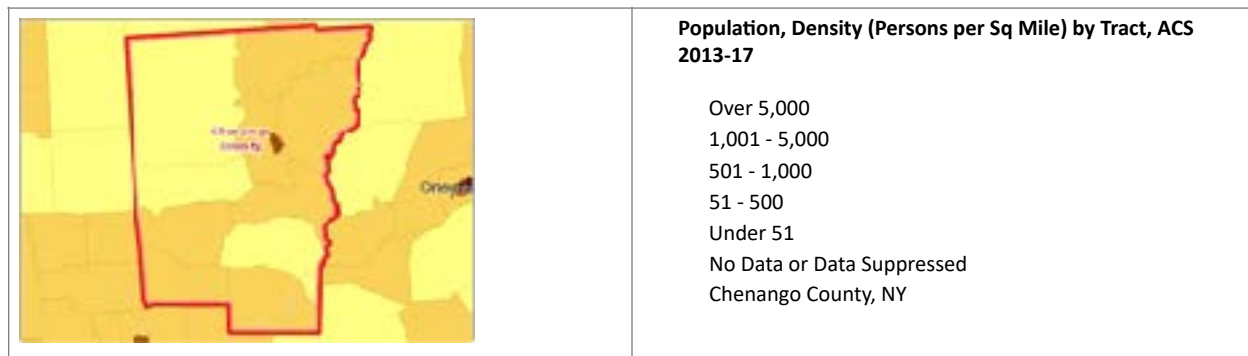 Population, Density (Persons per Sq Mile) by Tract, ACS
2013-17
Over 5,000
1,001 - 5,000
501 - 1,000
51 - 500
Under 51
No Data or Data Suppressed
Chenango County, NY